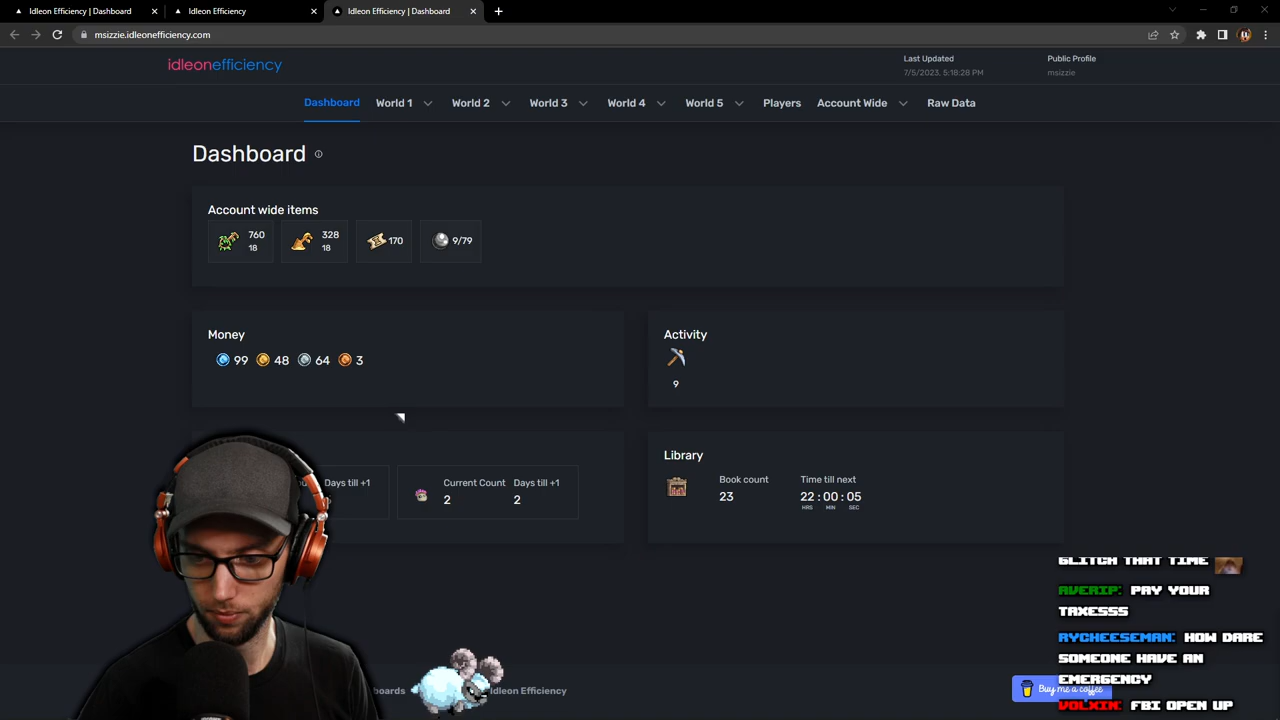 Idleon Efficiency | Dashboard
Idleon Efficiency
Idleon Efficiency | Dashboard
msizzie.idleonefficiency.com
idleonefficiency
Last Updated
7/5/2023, 5:18:28 PM
Public Profile
msizzie
Dashboard
World 1
World 2
World 3
World 4
World 5
Players
Account Wide
Raw Data
Dashboard
Account wide items
760
18
328
18
170
9/79
Money
99
48
64
3
Activity
9
Days till +1
Current Count
Days till +1
2
2
Library
Book count
Time till next
23
22 : 00 : 05
HRS MIN SEC
GLITCH THAT TIME
AVERIP: PAY YOUR
TAXESSS
RYCHEESEMAN: HOW DARE
SOMEONE HAVE AN
EMERGENCY
VOLXIN: FBI OPEN UP
Idleon Efficiency
Buy me a coffee